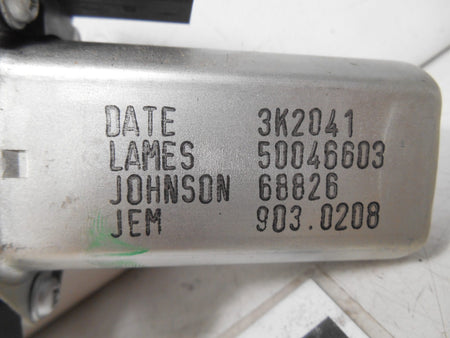 DATE 3K2041
LAMES 50046603
JOHNSON 68826
JEM 903.0208